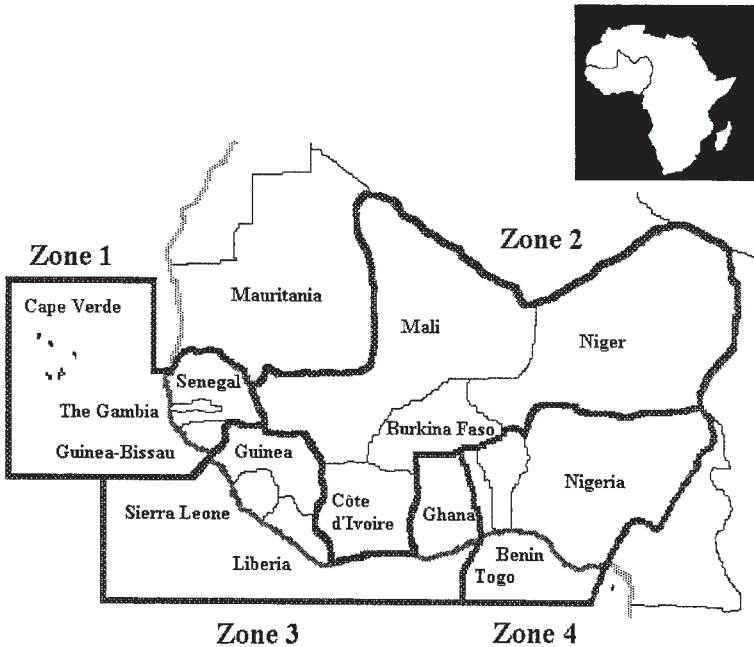 Zone 1
Zone 2
Cape Verde
Mauritania
Mali
Niger
Senegal
The Gambia
Guinea-Bissau
Guinea
Burkina Faso
Nigeria
Sierra Leone
Côte
d'Ivoire
Ghana
Liberia
Benin
Togo
Zone 3
Zone 4